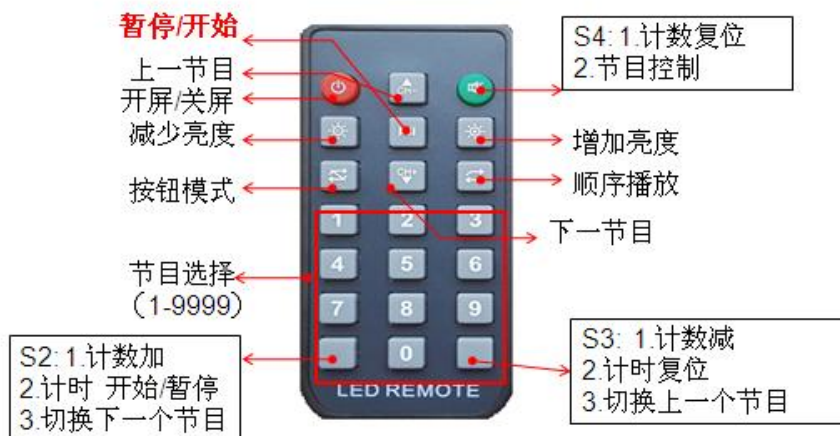 暂停/开始
上一节目
开屏/关屏
减少亮度
按钮模式
节目选择
（1-9999）
S2: 1.计数加
2.计时 开始/暂停
3.切换下一个节目
S4: 1.计数复位
2.节目控制
增加亮度
顺序播放
下一节目
S3: 1.计数减
2.计时复位
3.切换上一个节目
CH-
CH+
1 2 3
4 5 6
7 8 9
0
LED REMOTE